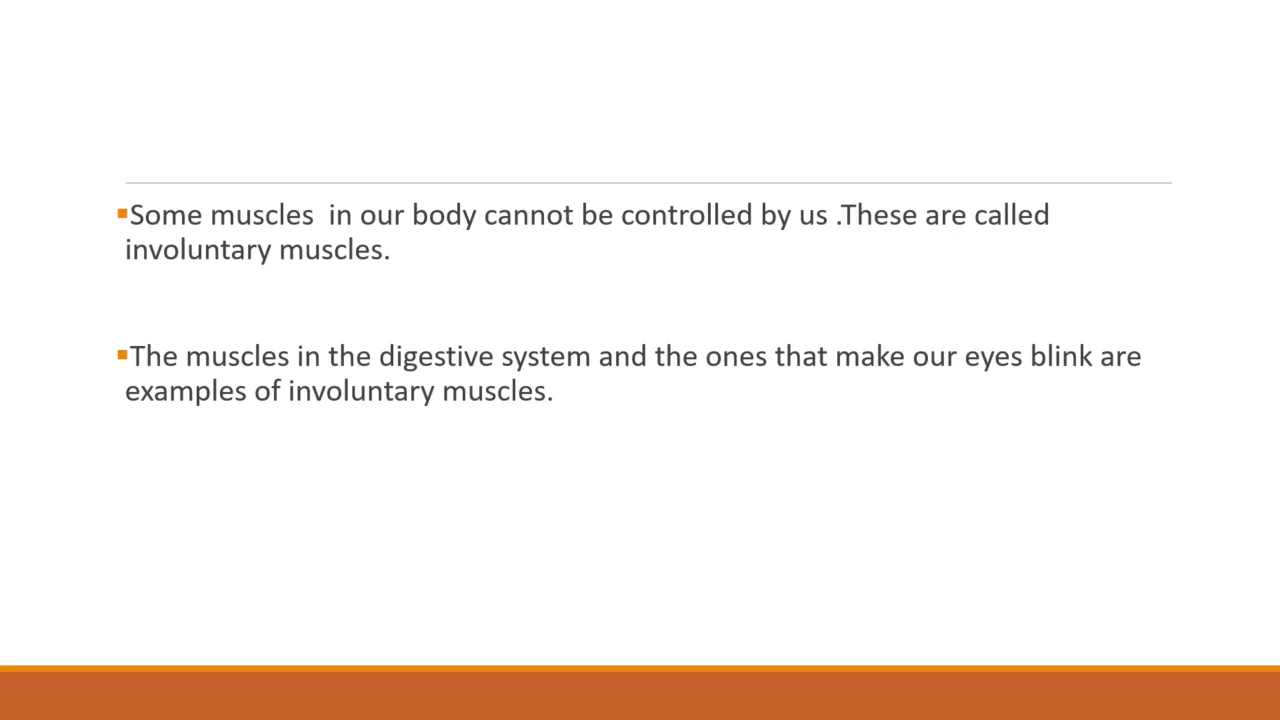 ▪Some muscles  in our body cannot be controlled by us .These are called
involuntary muscles.
▪The muscles in the digestive system and the ones that make our eyes blink are
examples of involuntary muscles.